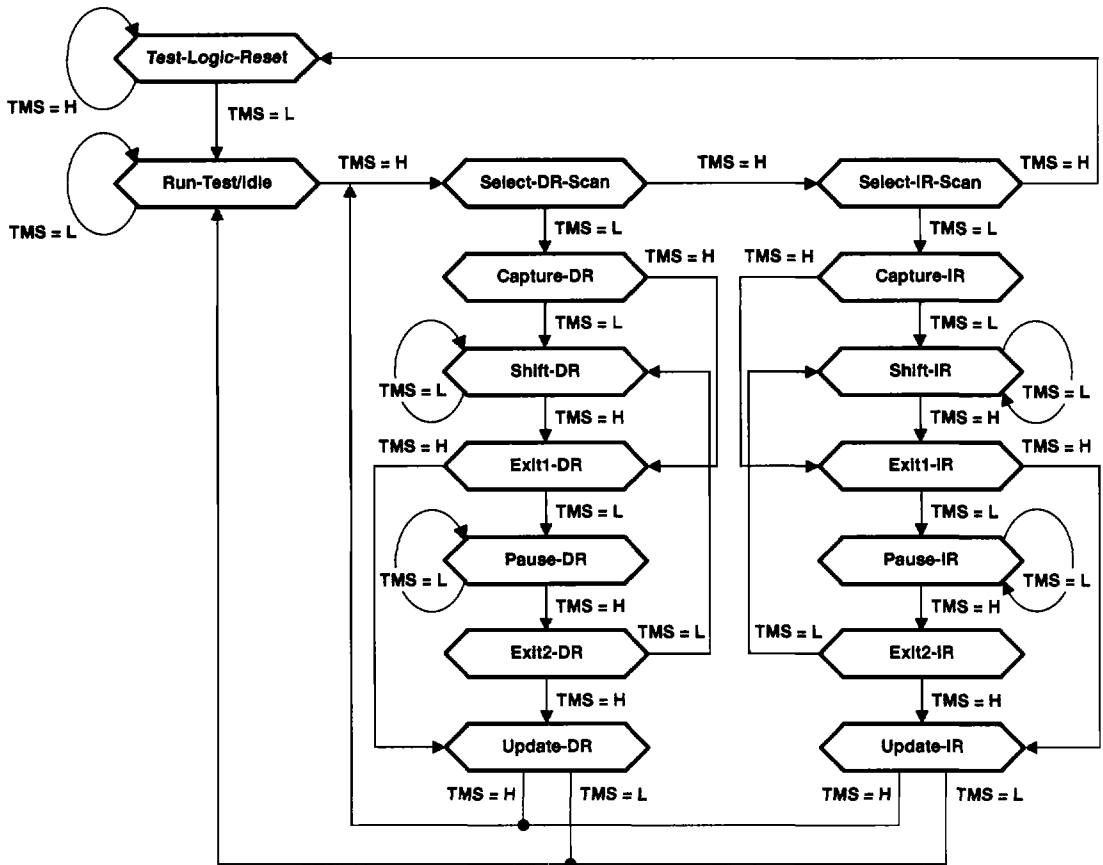 Test-Logic-Reset
TMS = H
TMS = L
Run-Test/Idle
TMS = H
Select-DR-Scan
TMS = H
Select-IR-Scan
TMS = H
TMS = L
TMS = L
TMS = L
Capture-DR
TMS = H
TMS = H
Capture-IR
TMS = L
TMS = L
Shift-DR
Shift-IR
TMS = L
TMS = L
TMS = H
TMS = H
TMS = H
Exit1-DR
Exit1-IR
TMS = H
TMS = L
TMS = L
Pause-DR
Pause-IR
TMS = L
TMS = L
TMS = H
TMS = H
Exit2-DR
TMS = L
TMS = L
Exit2-IR
TMS = H
TMS = H
Update-DR
Update-IR
TMS = H
TMS = L
TMS = H
TMS = L